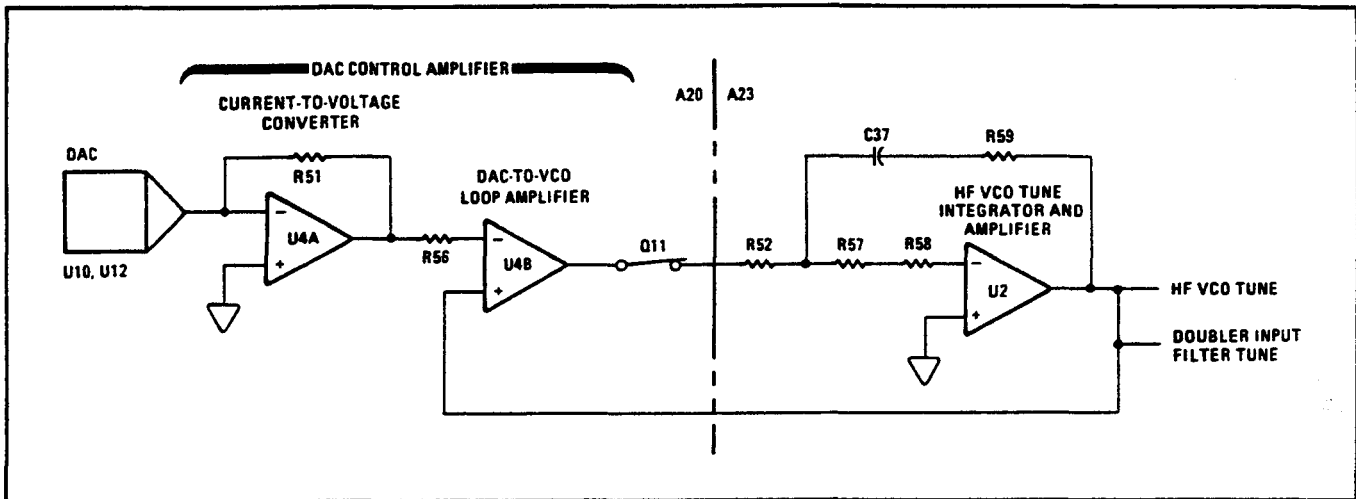 DAC CONTROL AMPLIFIER
A20
A23
CURRENT-TO-VOLTAGE
CONVERTER
C37
R59
DAC
R51
DAC-TO-VCO
LOOP AMPLIFIER
HF VCO TUNE
INTEGRATOR AND
AMPLIFIER
−
U4A
+
R56
−
U4B
+
Q11
R52
R57
R58
−
U2
+
U10, U12
HF VCO TUNE
DOUBLER INPUT
FILTER TUNE